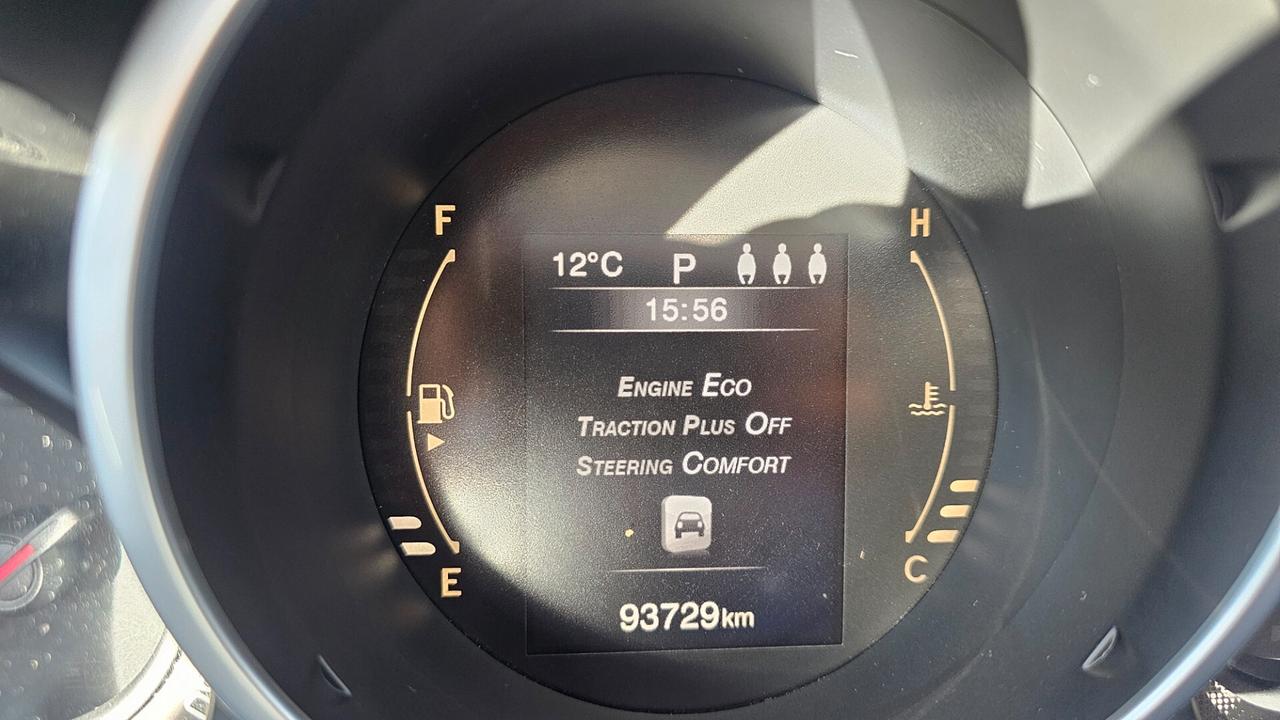 F
H
12°C P
15:56
ENGINE ECO
TRACTION PLUS OFF
STEERING COMFORT
E
C
93729km